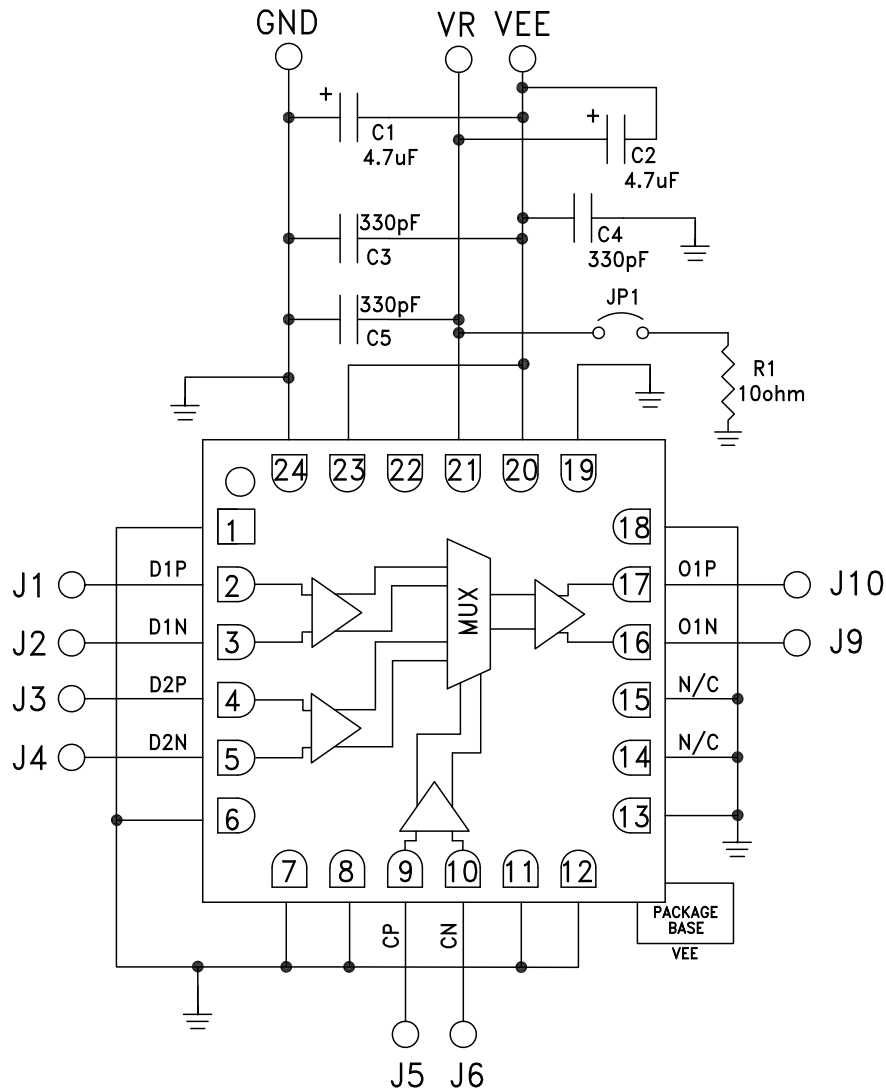 GND VR VEE
+ C1 4.7uF
+ C2 4.7uF
330pF C3
C4 330pF
330pF C5
JP1
R1 10ohm
24 23 22 21 20 19
1 18
J1 D1P 2 17 O1P J10
J2 D1N 3 MUX 16 O1N J9
J3 D2P 4 15 N/C
J4 D2N 5 14 N/C
6 13
7 8 9 10 11 12
CP CN
PACKAGE
BASE
VEE
J5 J6